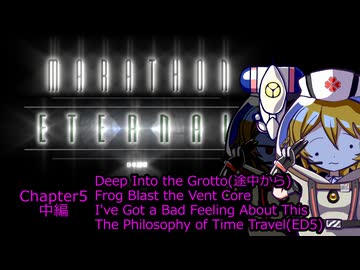 MARATHON
ETERNAL
Chapter5
中編
Deep Into the Grotto(途中から)
Frog Blast the Vent Core
I've Got a Bad Feeling About This
The Philosophy of Time Travel(ED5)